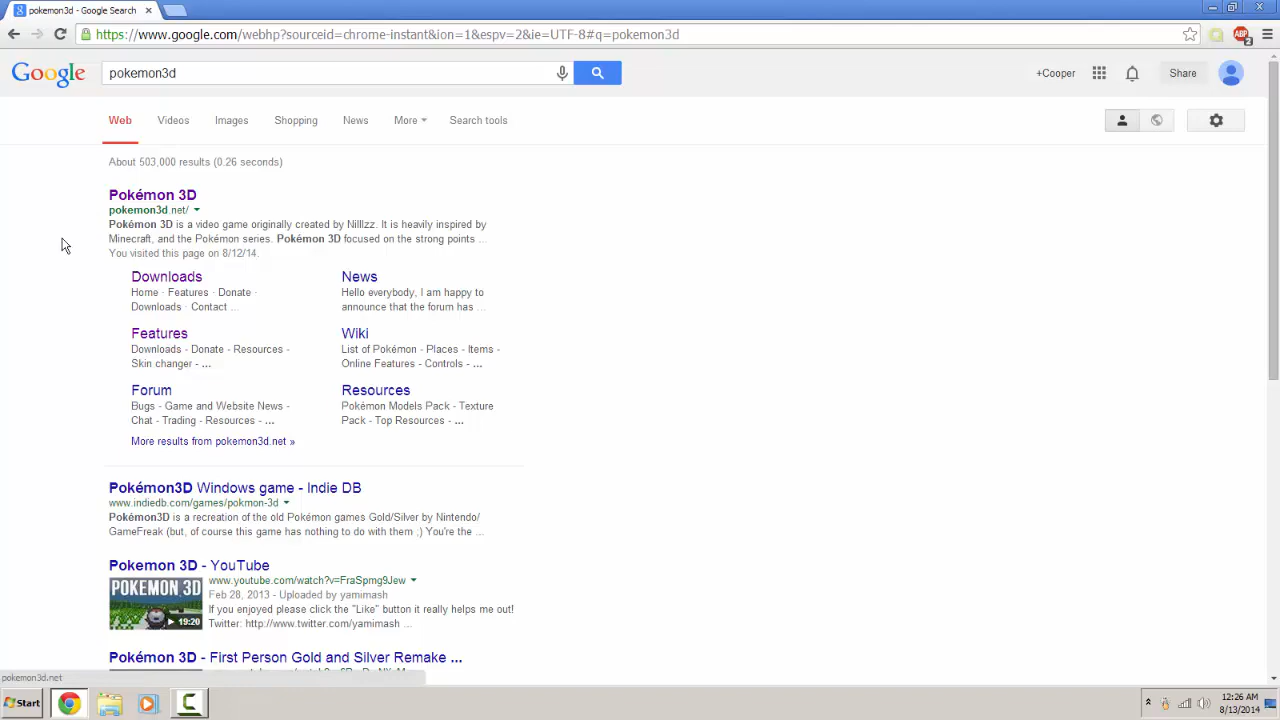 pokemon3d - Google Search
https://www.google.com/webhp?sourceid=chrome-instant&ion=1&espv=2&ie=UTF-8#q=pokemon3d
ABP
2
Google
pokemon3d
+Cooper
Share
Web Videos Images Shopping News More Search tools
About 503,000 results (0.26 seconds)
Pokémon 3D
pokemon3d.net/
Pokémon 3D is a video game originally created by Nilllzz. It is heavily inspired by
Minecraft, and the Pokémon series. Pokémon 3D focused on the strong points ...
You visited this page on 8/12/14.
Downloads
Home · Features · Donate ·
Downloads · Contact ...
News
Hello everybody, I am happy to
announce that the forum has ...
Features
Downloads - Donate - Resources -
Skin changer - ...
Wiki
List of Pokémon - Places - Items -
Online Features - Controls - ...
Forum
Bugs - Game and Website News -
Chat - Trading - Resources - ...
Resources
Pokémon Models Pack - Texture
Pack - Top Resources - ...
More results from pokemon3d.net »
Pokémon3D Windows game - Indie DB
www.indiedb.com/games/pokmon-3d
Pokémon3D is a recreation of the old Pokémon games Gold/Silver by Nintendo/
GameFreak (but, of course this game has nothing to do with them ;) You're the ...
Pokemon 3D - YouTube
POKEMON 3D
19:20
www.youtube.com/watch?v=FraSpmg9Jew
Feb 28, 2013 - Uploaded by yamimash
If you enjoyed please click the "Like" button it really helps me out!
Twitter: http://www.twitter.com/yamimash ...
Pokémon 3D - First Person Gold and Silver Remake ...
pokemon3d.net
Start
12:26 AM
8/13/2014